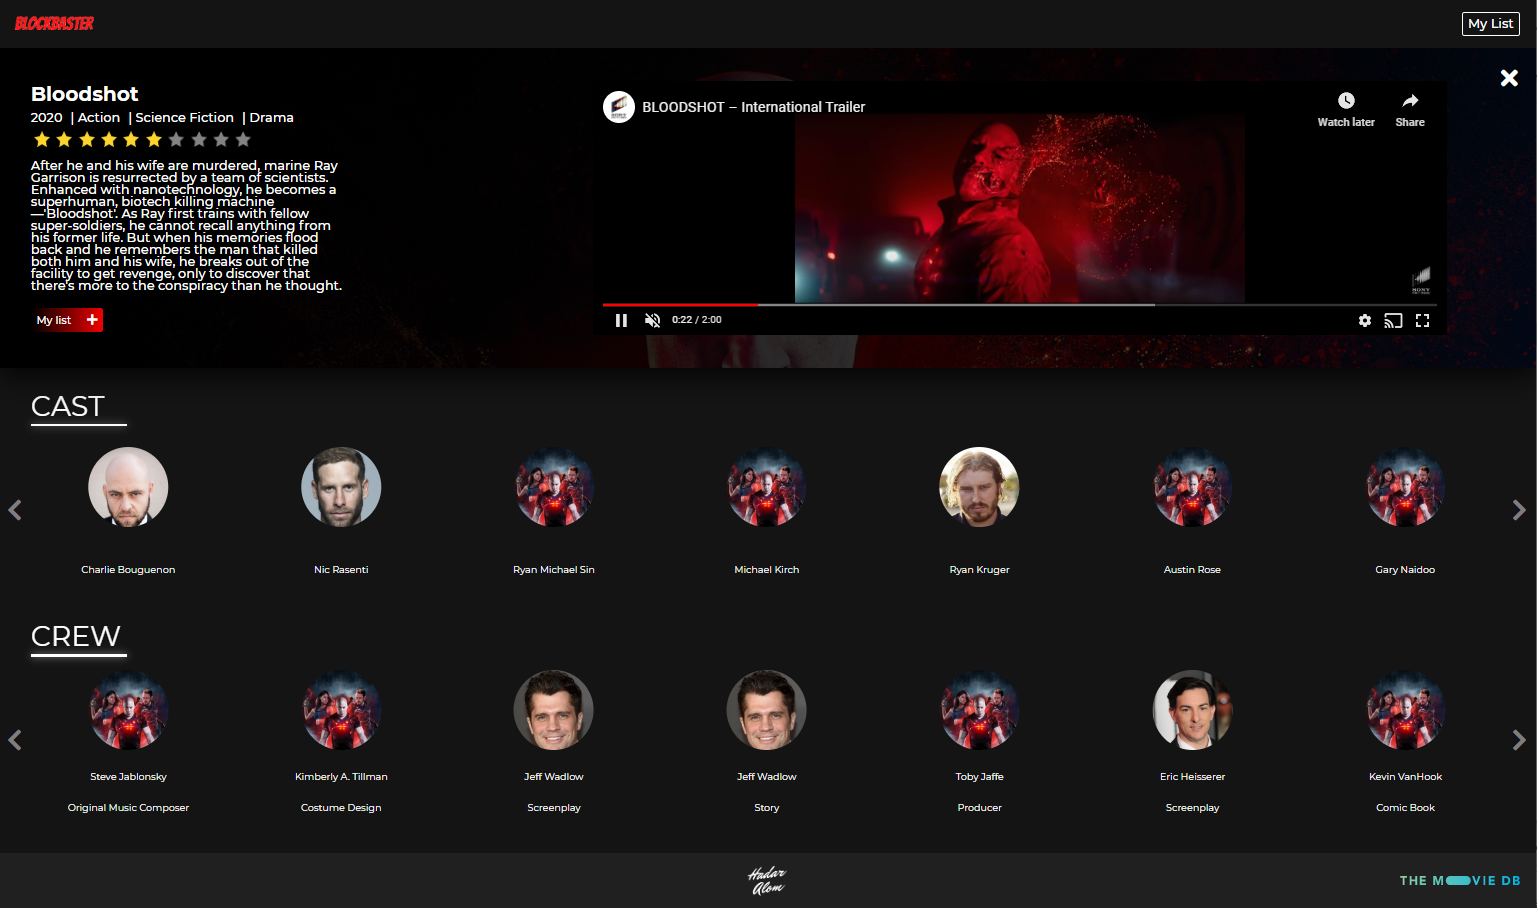 BLOCKBASTER
My List
Bloodshot
2020 | Action | Science Fiction | Drama
After he and his wife are murdered, marine Ray
Garrison is resurrected by a team of scientists.
Enhanced with nanotechnology, he becomes a
superhuman, biotech killing machine
—'Bloodshot'. As Ray first trains with fellow
super-soldiers, he cannot recall anything from
his former life. But when his memories flood
back and he remembers the man that killed
both him and his wife, he breaks out of the
facility to get revenge, only to discover that
there's more to the conspiracy than he thought.
My list +
BLOODSHOT – International Trailer
Watch later
Share
SONY
0:22 / 2:00
CAST
Charlie Bouguenon
Nic Rasenti
Ryan Michael Sin
Michael Kirch
Ryan Kruger
Austin Rose
Gary Naidoo
CREW
Steve Jablonsky
Kimberly A. Tillman
Jeff Wadlow
Jeff Wadlow
Toby Jaffe
Eric Heisserer
Kevin VanHook
Original Music Composer
Costume Design
Screenplay
Story
Producer
Screenplay
Comic Book
Hadar
Alom
THE MOVIE DB